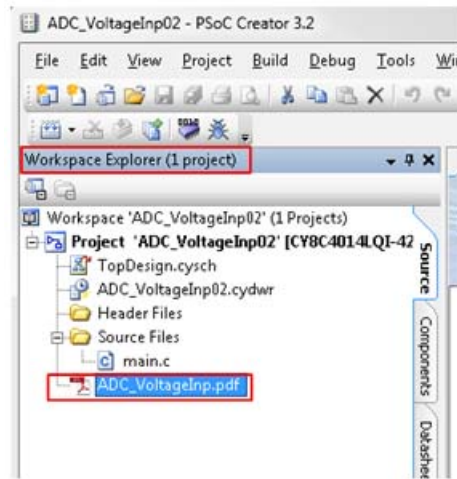 ADC_VoltageInp02 - PSoC Creator 3.2
File Edit View Project Build Debug Tools
Workspace Explorer (1 project)
Workspace 'ADC_VoltageInp02' (1 Projects)
Project 'ADC_VoltageInp02' [CY8C4014LQI-42
TopDesign.cysch
ADC_VoltageInp02.cydwr
Header Files
Source Files
main.c
ADC_VoltageInp.pdf
Source
Components